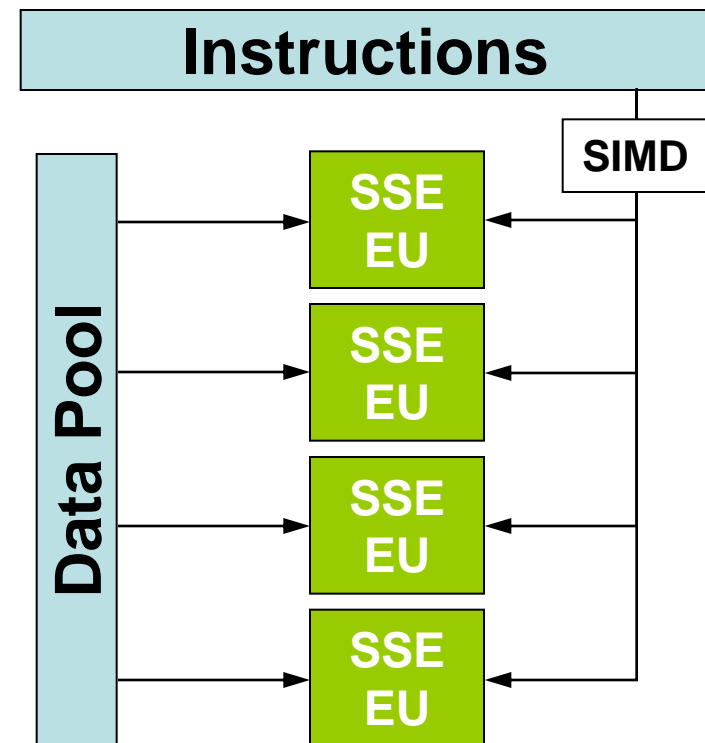 Instructions
SIMD
Data Pool
SSE
EU
SSE
EU
SSE
EU
SSE
EU